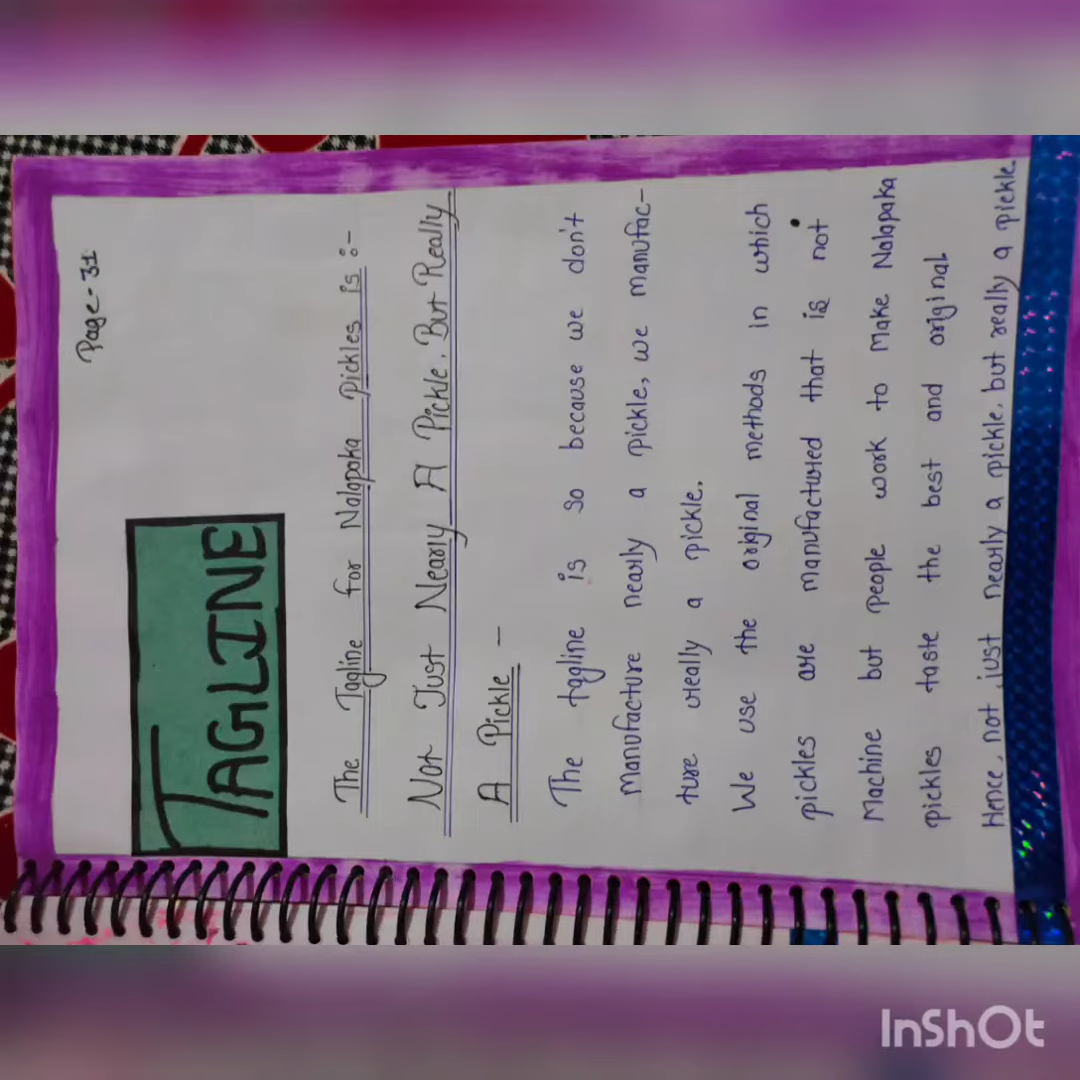 Page-31
TAGLINE
The Tagline for Nalapaka Pickles is :-
Not Just Nearly A Pickle, But Really
A Pickle -
The tagline is so because we don't
manufacture nearly a pickle, we manufac-
ture really a pickle.
We use the original methods in which
pickles are manufactured that is not
Machine but people work to make Nalapaka
pickles taste the best and original
Hence, not just nearly a pickle, but really a pickle.
InShOt